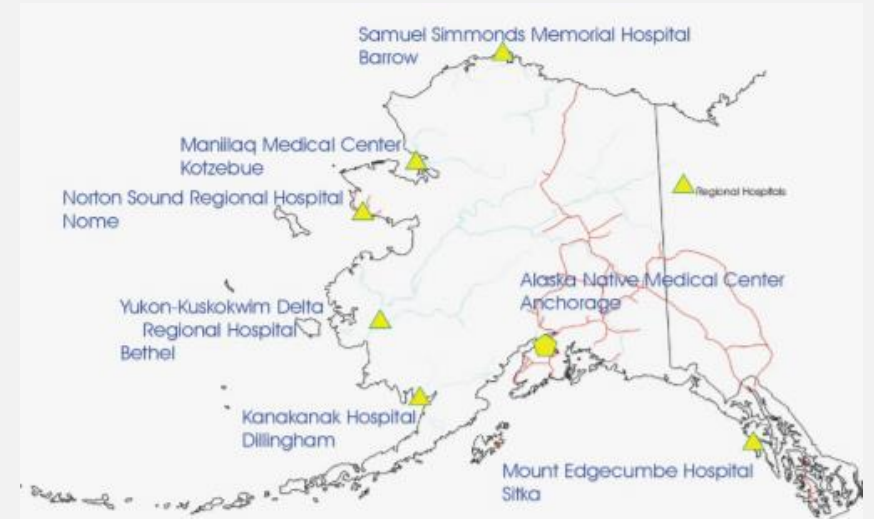 Samuel Simmonds Memorial Hospital
Barrow
Maniilaq Medical Center
Kotzebue
Norton Sound Regional Hospital
Nome
Regional Hospitals
Alaska Native Medical Center
Anchorage
Yukon-Kuskokwim Delta
Regional Hospital
Bethel
Kanakanak Hospital
Dillingham
Mount Edgecumbe Hospital
Sitka